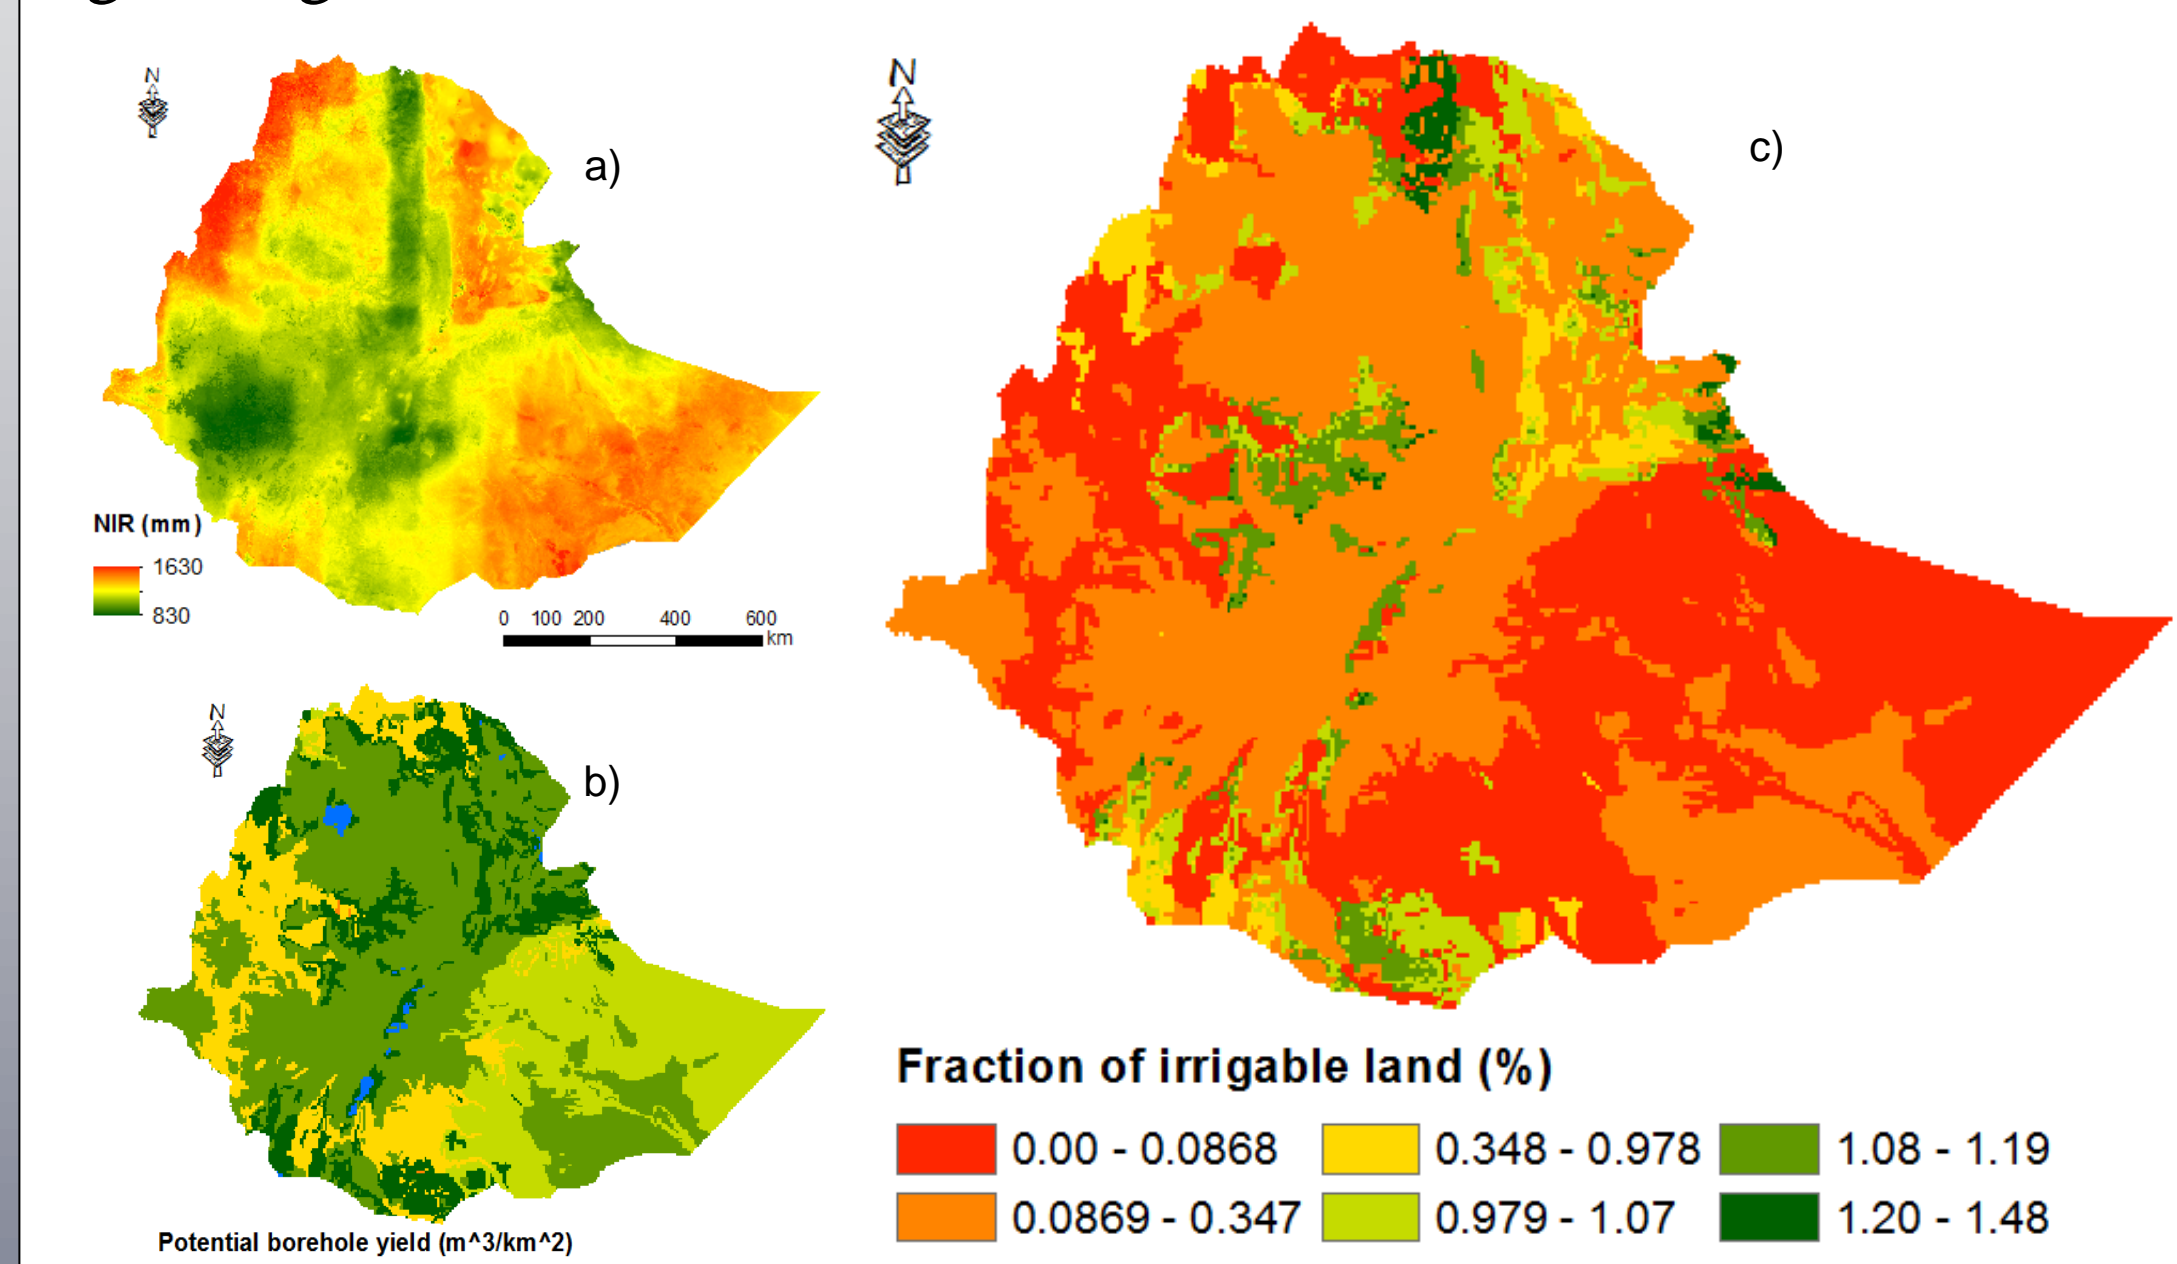 N
a)
NIR (mm)
1630
830
0 100 200 400 600
km
N
b)
Potential borehole yield (m^3/km^2)
N
c)
Fraction of irrigable land (%)
0.00 - 0.0868
0.348 - 0.978
1.08 - 1.19
0.0869 - 0.347
0.979 - 1.07
1.20 - 1.48